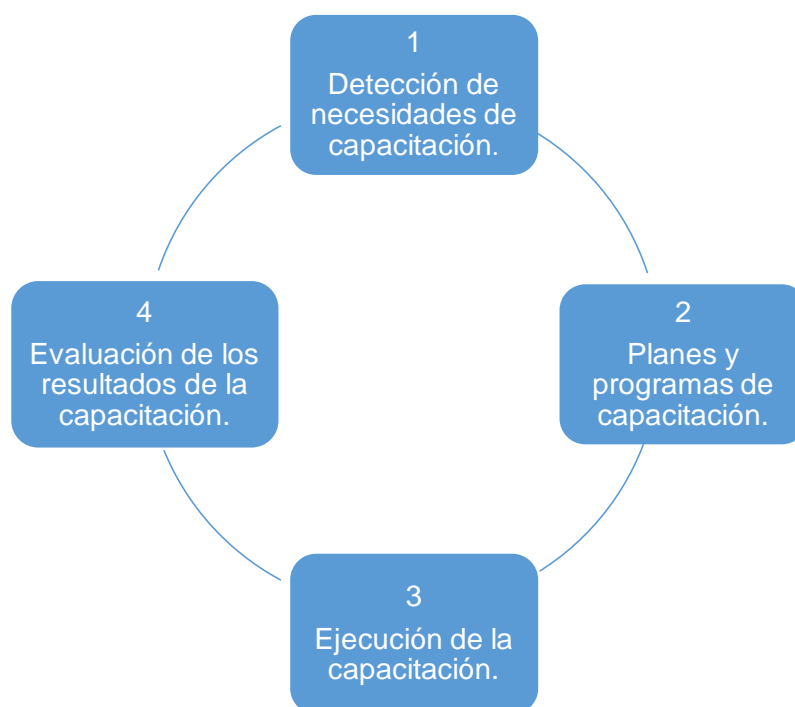 1
Detección de
necesidades de
capacitación.
2
Planes y
programas de
capacitación.
3
Ejecución de la
capacitación.
4
Evaluación de los
resultados de la
capacitación.